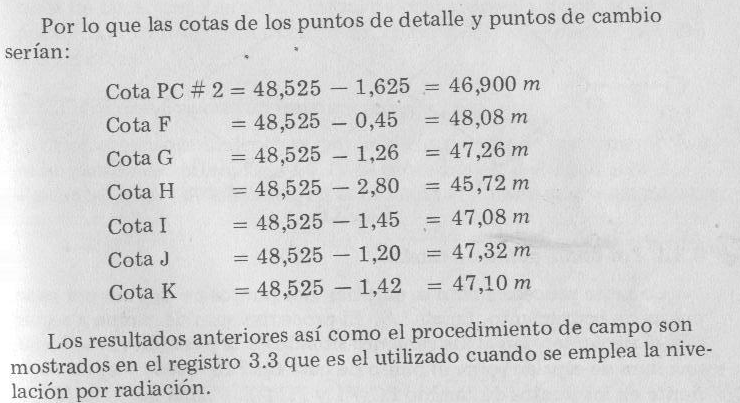 Por lo que las cotas de los puntos de detalle y puntos de cambio
serían:
Cota PC # 2 = 48,525 — 1,625 = 46,900 m
Cota F = 48,525 — 0,45 = 48,08 m
Cota G = 48,525 — 1,26 = 47,26 m
Cota H = 48,525 — 2,80 = 45,72 m
Cota I = 48,525 — 1,45 = 47,08 m
Cota J = 48,525 — 1,20 = 47,32 m
Cota K = 48,525 — 1,42 = 47,10 m
Los resultados anteriores así como el procedimiento de campo son
mostrados en el registro 3.3 que es el utilizado cuando se emplea la nive-
lación por radiación.